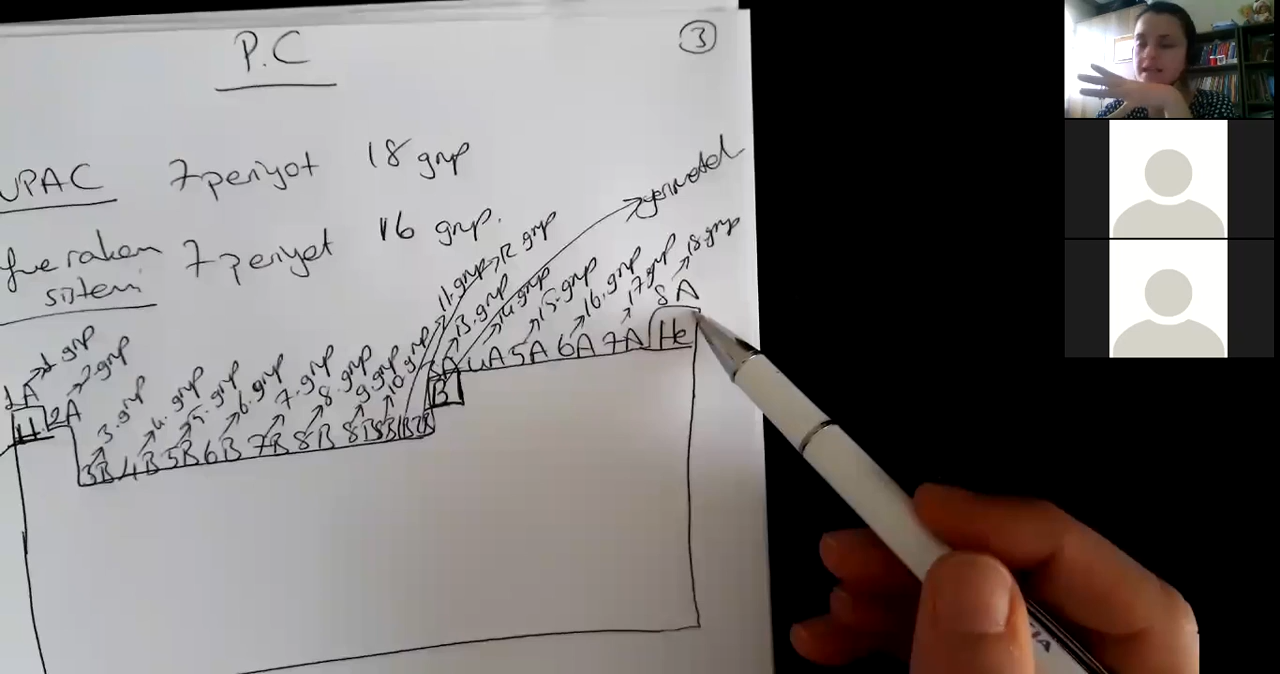 P.C
3
UPAC 7 periyot 18 grup
rakam 7 periyot 16 grup.
sistemi
yarımetal
1A → 1 grup
2A → 2 grup
3B → 3. grup
4B → 4. grup
5B → 5. grup
6B → 6. grup
7B → 7. grup
8B → 8. grup
8B → 9. grup
8B → 10. grup
1B → 11. grup
2B → 12 grup
3A → 13. grup
4A → 14. grup
5A → 15. grup
6A → 16. grup
7A → 17 grup
8A → 18. grup
H
B
He